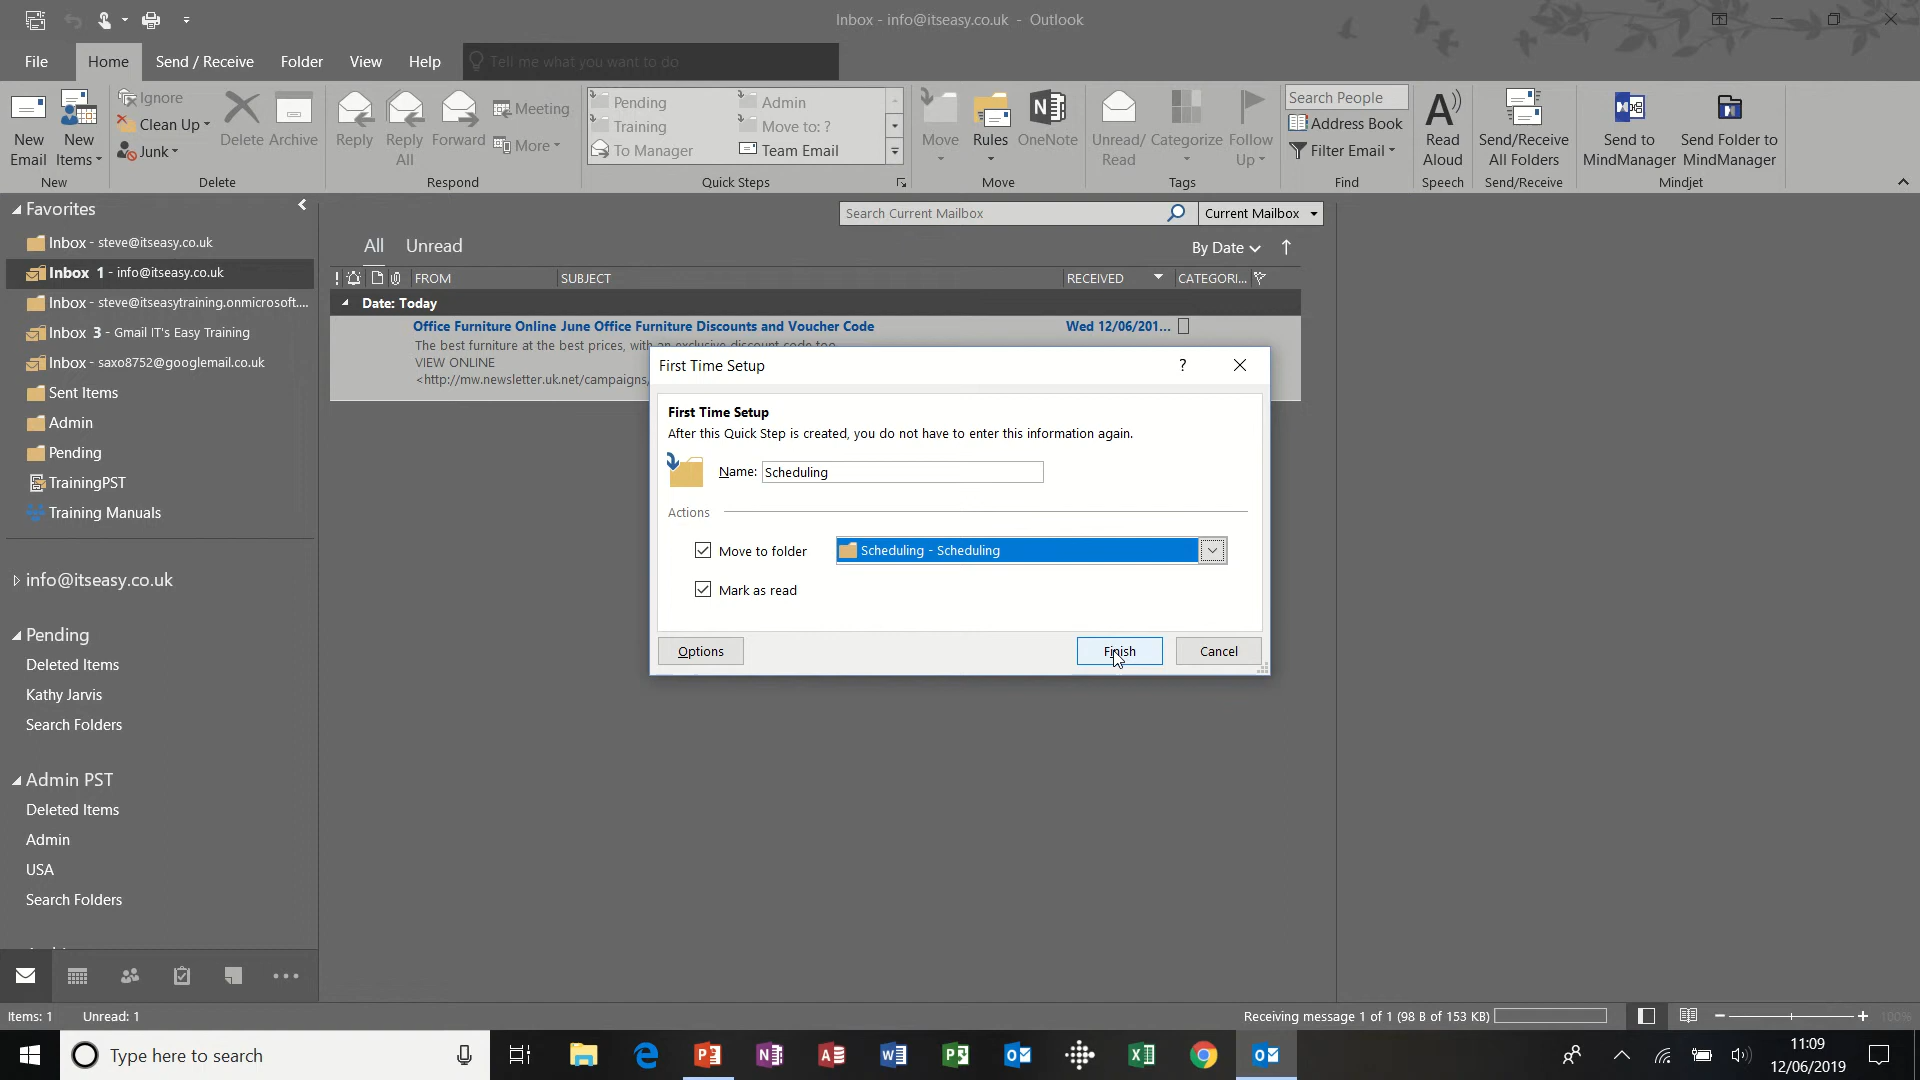 Inbox - info@itseasy.co.uk - Outlook
File Home Send / Receive Folder View Help Tell me what you want to do
New Email
New Items
New
Ignore
Clean Up
Junk
Delete
Archive
Delete
Reply
Reply All
Forward
Meeting
More
Respond
Pending Admin
Training Move to: ?
To Manager Team Email
Quick Steps
Move
Rules
OneNote
Move
Unread/ Read
Categorize
Follow Up
Tags
Search People
Address Book
Filter Email
Find
Read Aloud
Speech
Send/Receive All Folders
Send/Receive
Send to MindManager
Send Folder to MindManager
Mindjet
Favorites
Inbox - steve@itseasy.co.uk
Inbox 1 - info@itseasy.co.uk
Inbox - steve@itseasytraining.onmicrosoft....
Inbox 3 - Gmail IT's Easy Training
Inbox - saxo8752@googlemail.co.uk
Sent Items
Admin
Pending
TrainingPST
Training Manuals
info@itseasy.co.uk
Pending
Deleted Items
Kathy Jarvis
Search Folders
Admin PST
Deleted Items
Admin
USA
Search Folders
Search Current Mailbox Current Mailbox
All Unread By Date
FROM SUBJECT RECEIVED CATEGORI...
Date: Today
Office Furniture Online June Office Furniture Discounts and Voucher Code Wed 12/06/201...
The best furniture at the best prices, with an exclusive discount code too
VIEW ONLINE
<http://mw.newsletter.uk.net/campaigns/
First Time Setup ?
First Time Setup
After this Quick Step is created, you do not have to enter this information again.
Name: Scheduling
Actions
Move to folder Scheduling - Scheduling
Mark as read
Options Finish Cancel
Items: 1 Unread: 1 Receiving message 1 of 1 (98 B of 153 KB) 100%
Type here to search
11:09
12/06/2019